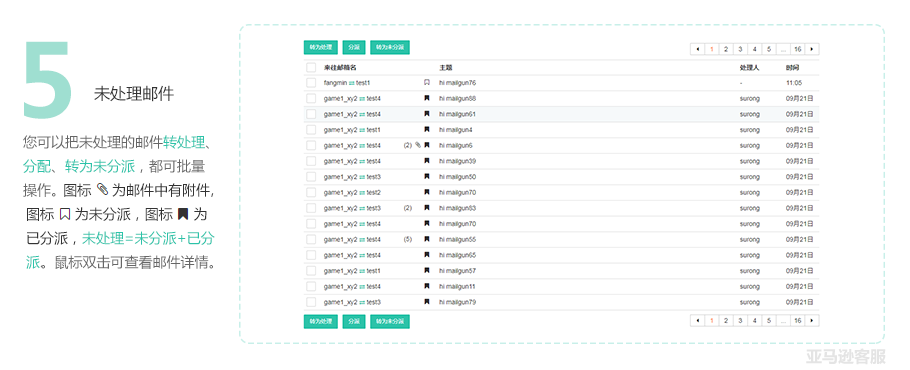 5
未处理邮件
您可以把未处理的邮件转处理、
分配、转为未分派，都可批量
操作。图标 为邮件中有附件,
图标 为未分派，图标 为
已分派，未处理=未分派+已分
派。鼠标双击可查看邮件详情。
转为处理 分派 转为未分派 1 2 3 4 5 ... 16
来往邮箱名 主题 处理人 时间
fangmin ⇄ test1 hi mailgun76 - 11:05
game1_xy2 ⇄ test4 hi mailgun58 surong 09月21日
game1_xy2 ⇄ test4 hi mailgun61 surong 09月21日
game1_xy2 ⇄ test1 hi mailgun4 surong 09月21日
game1_xy2 ⇄ test4 (2) hi mailgun6 surong 09月21日
game1_xy2 ⇄ test4 hi mailgun39 surong 09月21日
game1_xy2 ⇄ test3 hi mailgun50 surong 09月21日
game1_xy2 ⇄ test2 hi mailgun70 surong 09月21日
game1_xy2 ⇄ test3 (2) hi mailgun83 surong 09月21日
game1_xy2 ⇄ test4 hi mailgun70 surong 09月21日
game1_xy2 ⇄ test4 (5) hi mailgun55 surong 09月21日
game1_xy2 ⇄ test4 hi mailgun65 surong 09月21日
game1_xy2 ⇄ test1 hi mailgun57 surong 09月21日
game1_xy2 ⇄ test4 hi mailgun11 surong 09月21日
game1_xy2 ⇄ test3 hi mailgun79 surong 09月21日
转为处理 分派 转为未分派 1 2 3 4 5 ... 16
亚马逊客服